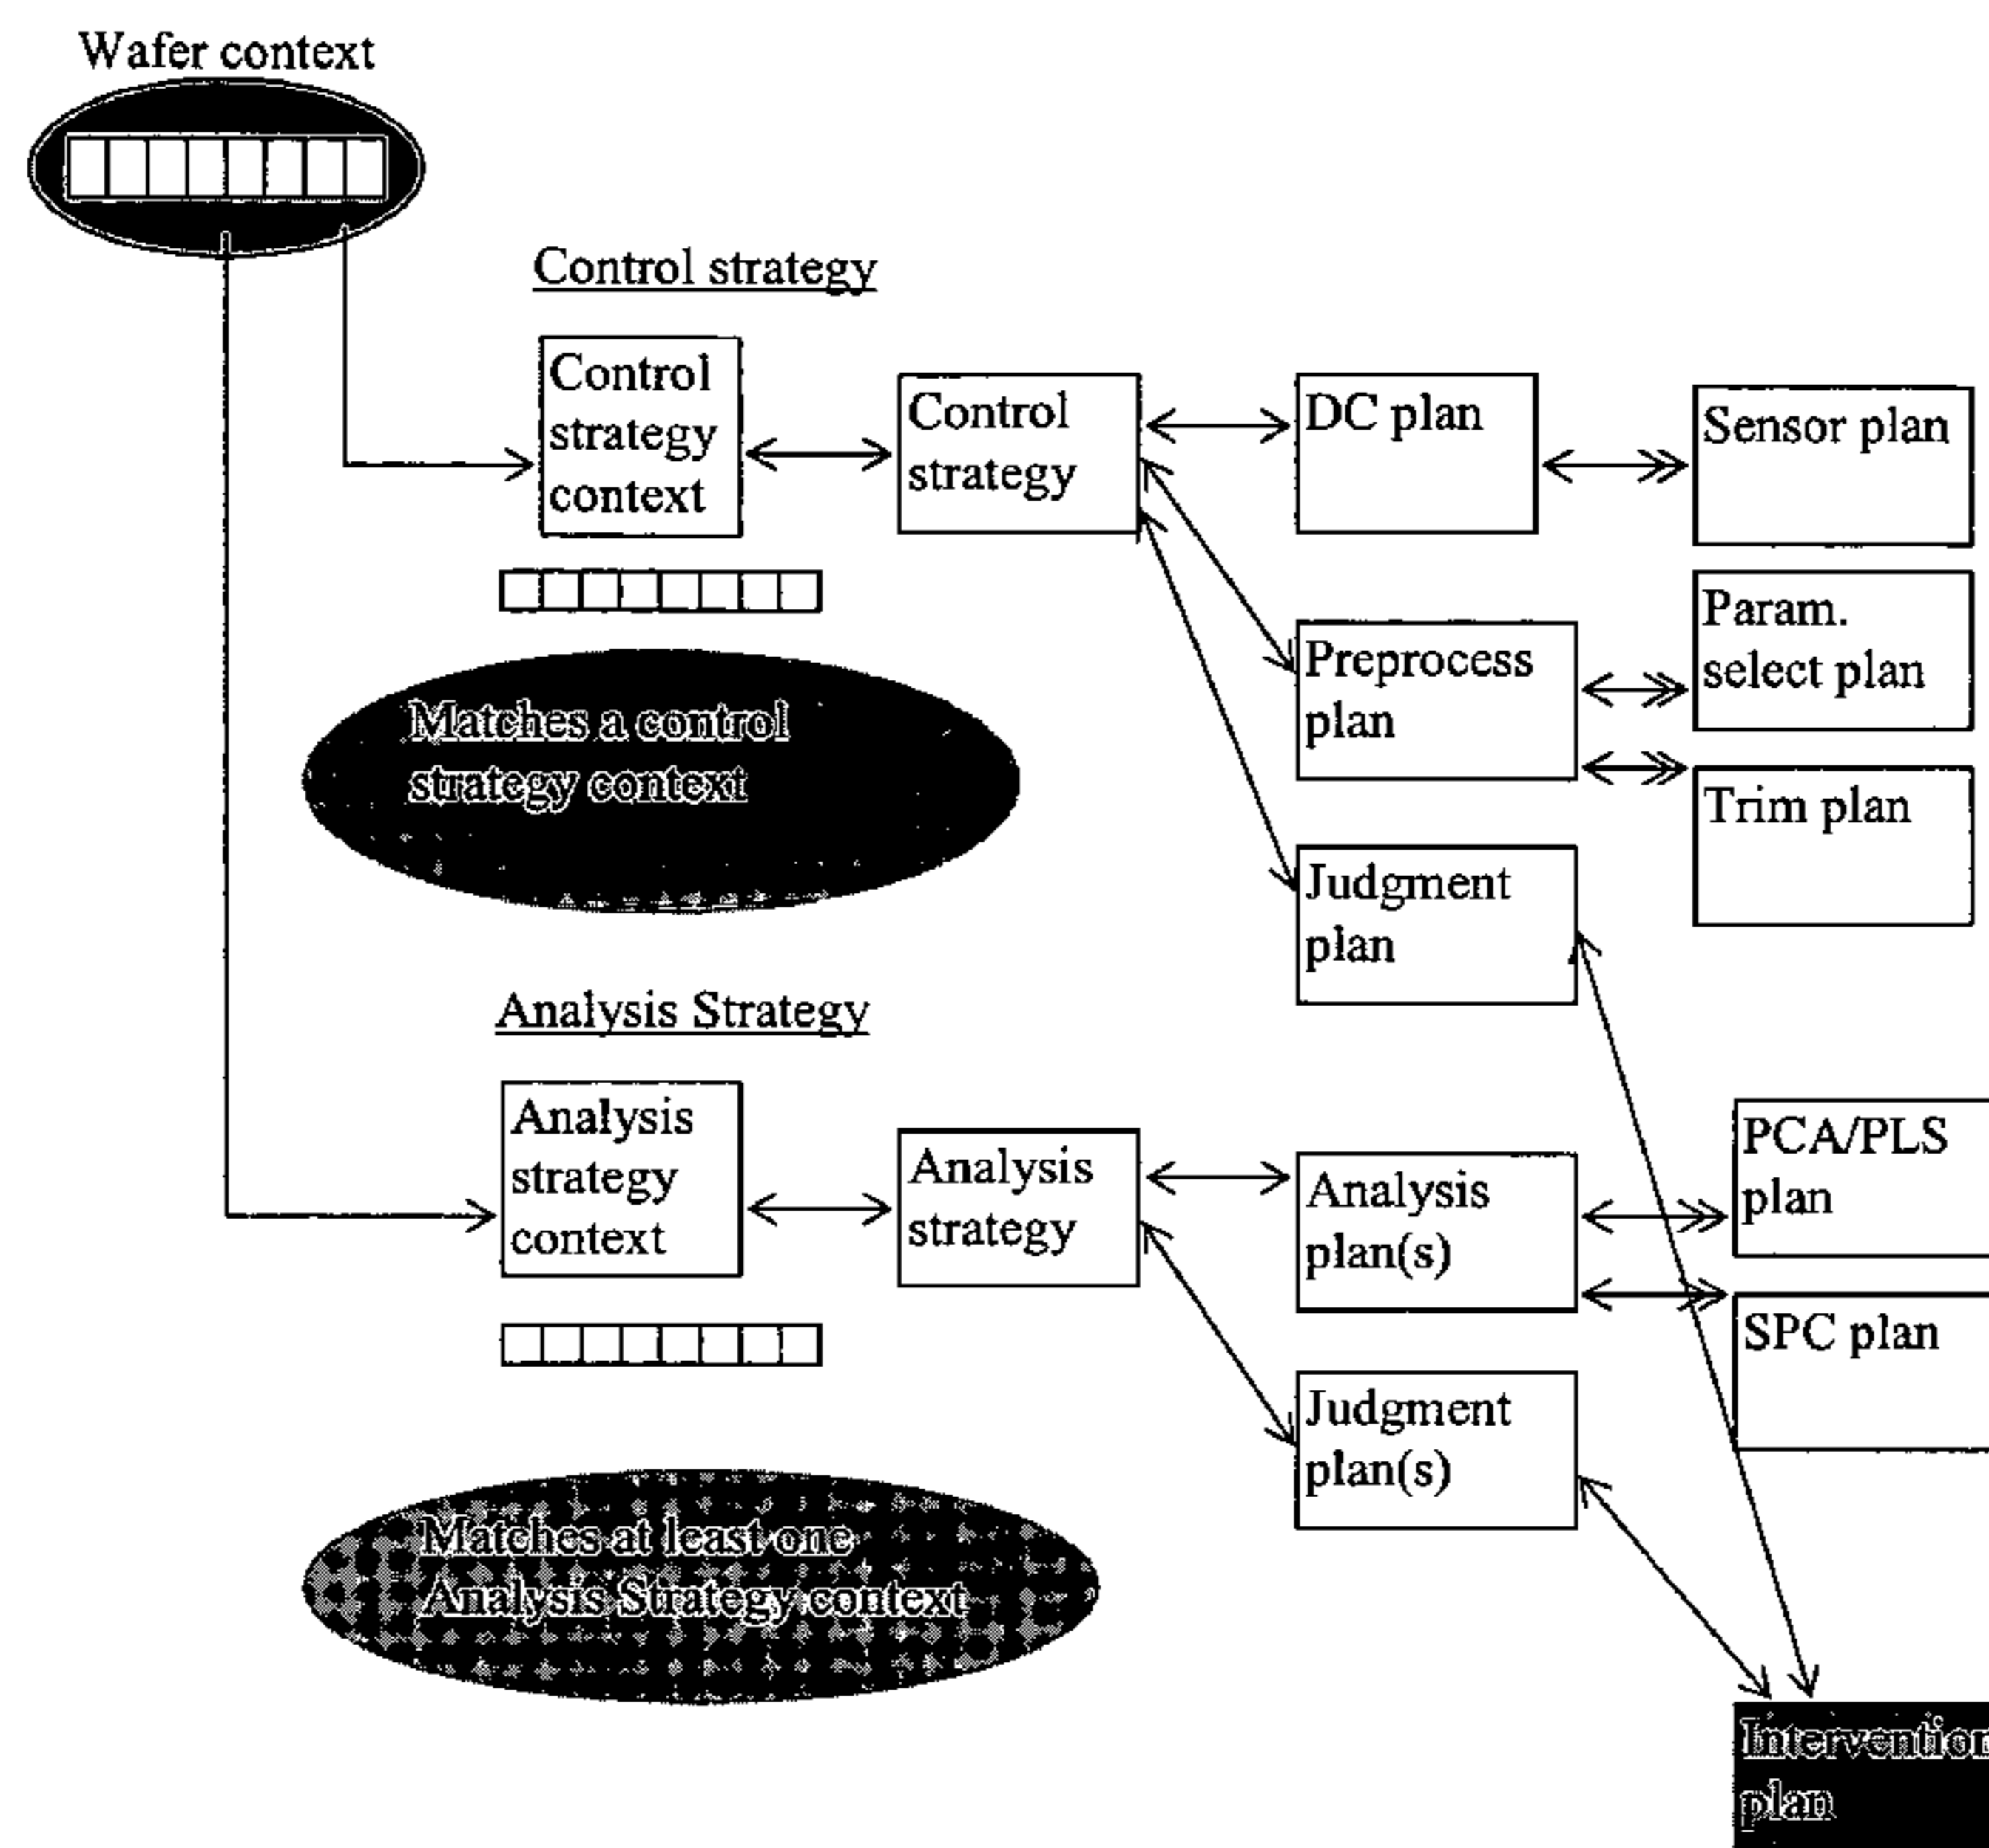 Wafer context
Control strategy
Control
strategy
context
Control
strategy
DC plan
Sensor plan
Preprocess
plan
Param.
select plan
Trim plan
Judgment
plan
Matches a control
strategy context
Analysis Strategy
Analysis
strategy
context
Analysis
strategy
Analysis
plan(s)
PCA/PLS
plan
SPC plan
Judgment
plan(s)
Matches at least one
Analysis Strategy context
Intervention
plan